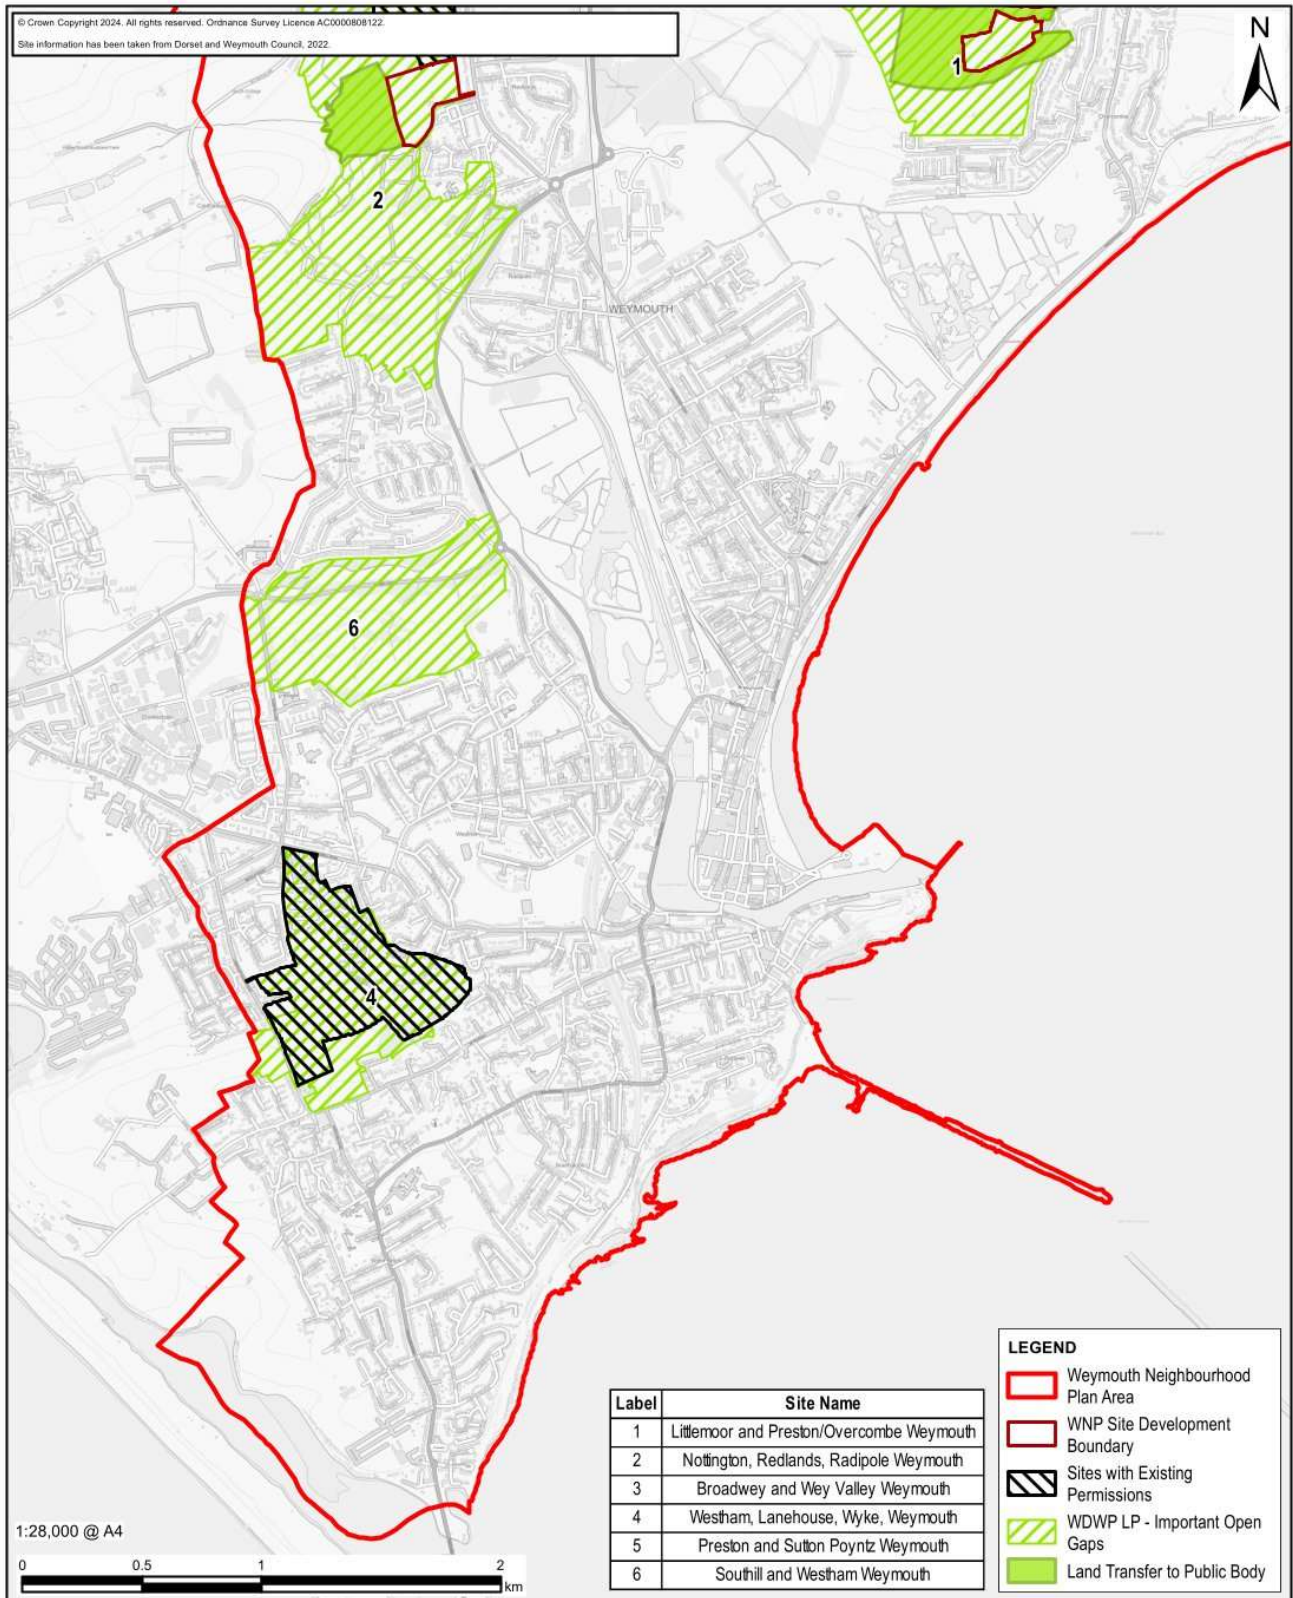 © Crown Copyright 2024. All rights reserved. Ordnance Survey Licence AC0000808122.
Site information has been taken from Dorset and Weymouth Council, 2022.
N
1
2
WEYMOUTH
6
4
LEGEND
Weymouth Neighbourhood
Plan Area
WNP Site Development
Boundary
Sites with Existing
Permissions
WDWP LP - Important Open
Gaps
Land Transfer to Public Body
Label Site Name
1 Littlemoor and Preston/Overcombe Weymouth
2 Nottington, Redlands, Radipole Weymouth
3 Broadwey and Wey Valley Weymouth
4 Westham, Lanehouse, Wyke, Weymouth
5 Preston and Sutton Poyntz Weymouth
6 Southill and Westham Weymouth
1:28,000 @ A4
0 0.5 1 2
km